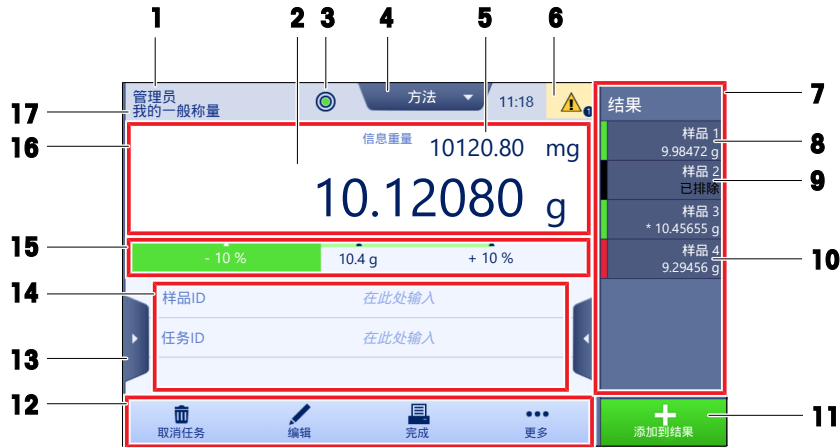 1 2 3 4 5 6
管理员
我的一般称量
方法
11:18
1
信息重量 10120.80 mg
10.12080 g
- 10 % 10.4 g + 10 %
样品ID 在此处输入
任务ID 在此处输入
取消任务 编辑 完成 更多
结果
样品 1
9.98472 g
样品 2
已排除
样品 3
* 10.45655 g
样品 4
9.29456 g
添加到结果
7
8
9
10
11
17
16
15
14
13
12